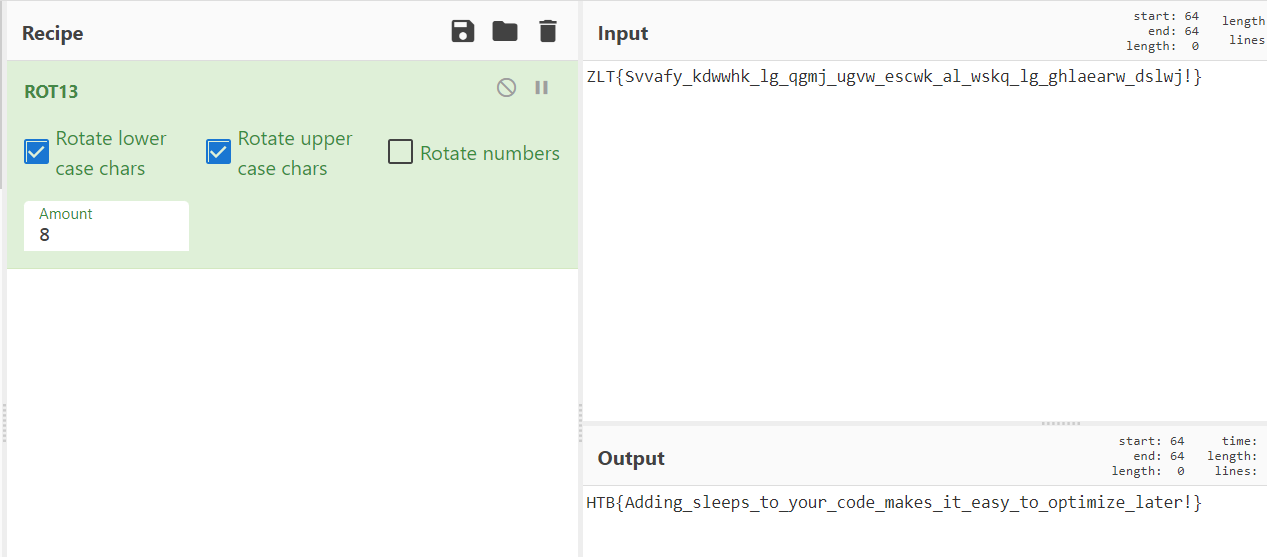 Recipe
ROT13
Rotate lower case chars
Rotate upper case chars
Rotate numbers
Amount
8
Input
start: 64
end: 64
length: 0
length
lines
ZLT{Svvafy_kdwwhk_lg_qgmj_ugvw_escwk_al_wskq_lg_ghlaearw_dslwj!}
Output
start: 64
end: 64
length: 0
time:
length:
lines:
HTB{Adding_sleeps_to_your_code_makes_it_easy_to_optimize_later!}